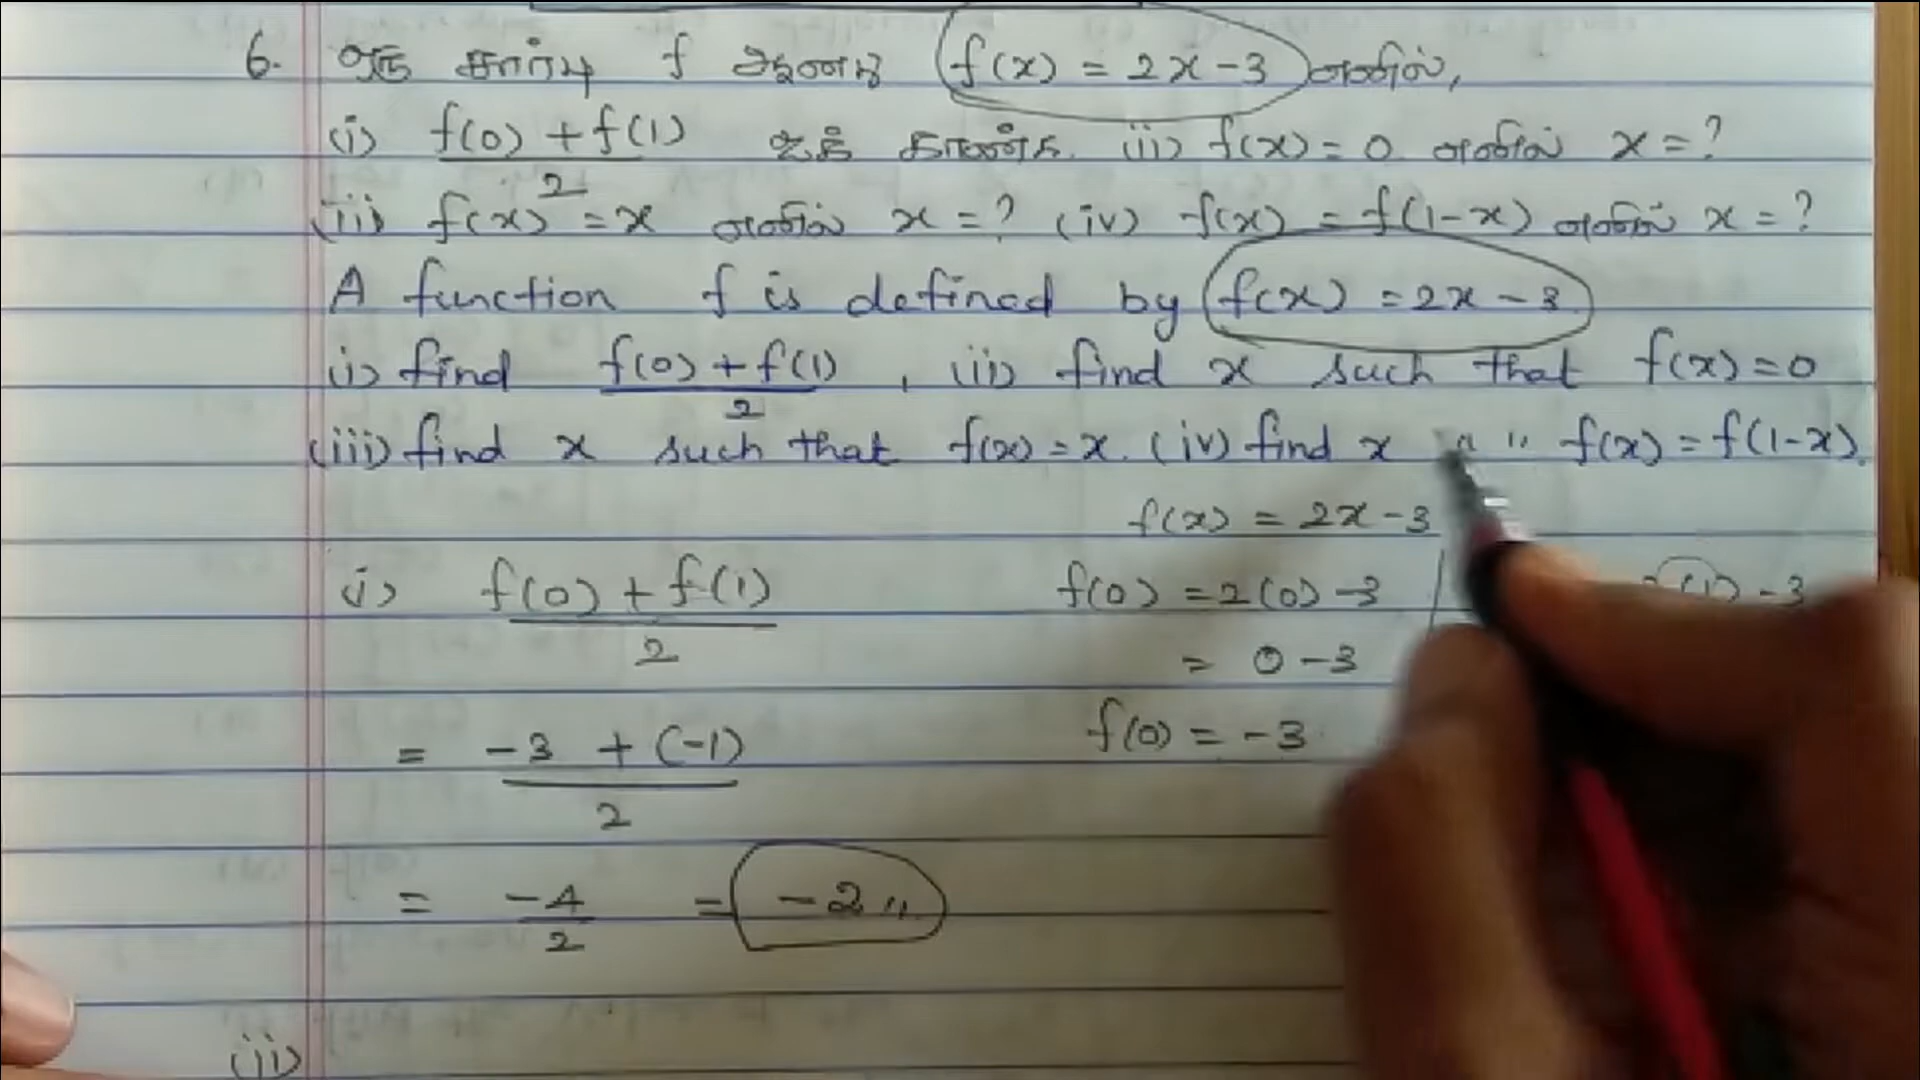 6. ஒரு சார்பு f ஆனது f(x) = 2x-3 எனில்,
(i) f(0) + f(1) / 2 ஐக் காண்க. (ii) f(x) = 0 எனில் x = ?
(iii) f(x) = x எனில் x = ? (iv) f(x) = f(1-x) எனில் x = ?
A function f is defined by f(x) = 2x - 3
(i) find f(0) + f(1) / 2 , (ii) find x such that f(x) = 0
(iii) find x such that f(x) = x. (iv) find x " " f(x) = f(1-x).
f(x) = 2x - 3
(i) f(0) + f(1) / 2
f(0) = 2(0) - 3
(1) - 3
= 0 - 3
= -3 + (-1) / 2
f(0) = -3
= -4 / 2 = -2 "
(ii)